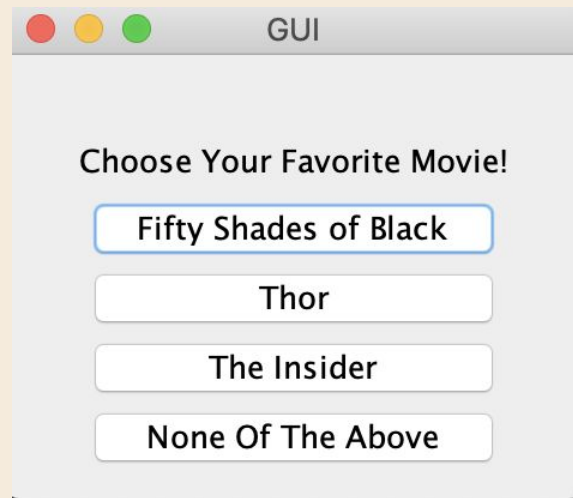 GUI
Choose Your Favorite Movie!
Fifty Shades of Black
Thor
The Insider
None Of The Above